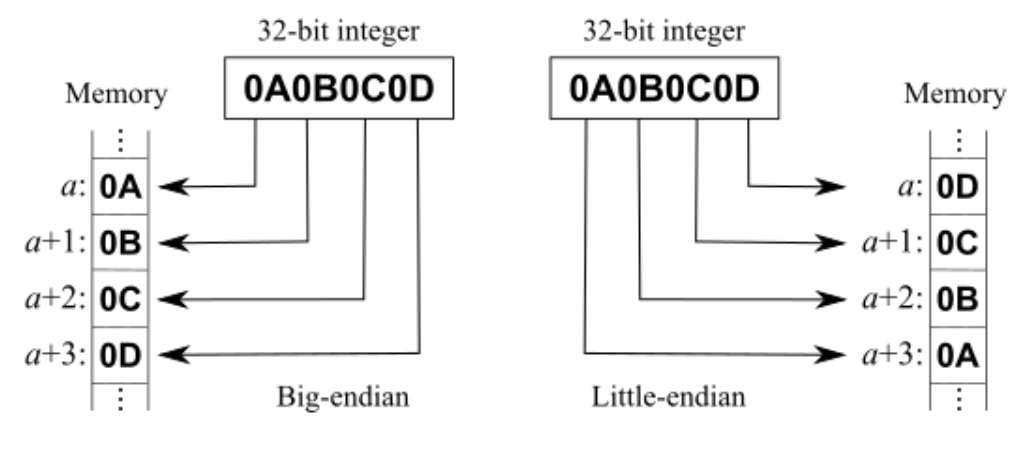 32-bit integer
0A0B0C0D
Memory
⋮
a: 0A
a+1: 0B
a+2: 0C
a+3: 0D
⋮
Big-endian
32-bit integer
0A0B0C0D
Memory
⋮
a: 0D
a+1: 0C
a+2: 0B
a+3: 0A
⋮
Little-endian